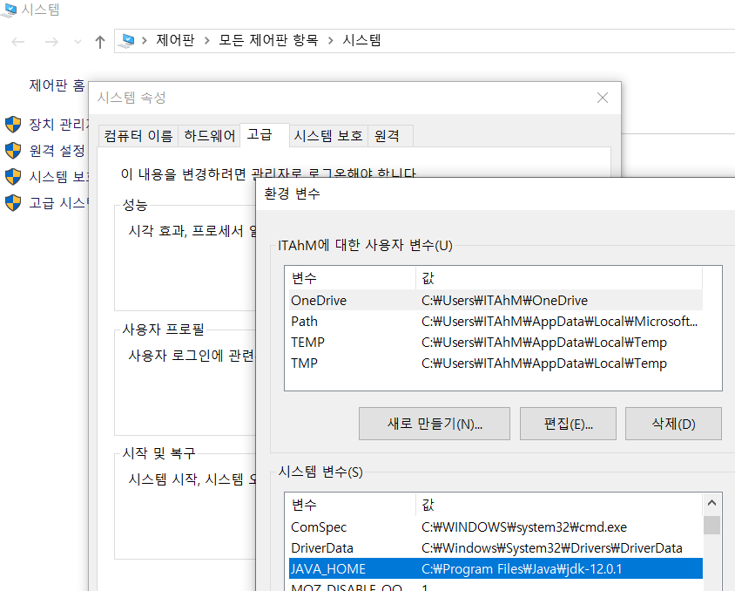 시스템
제어판 모든 제어판 항목 시스템
제어판 홈
장치 관리
원격 설정
시스템 보
고급 시스
시스템 속성
컴퓨터 이름 하드웨어 고급 시스템 보호 원격
이 내용을 변경하려면 관리자로 로그온해야 합니다
성능
시각 효과, 프로세서 일
사용자 프로필
사용자 로그인에 관련
시작 및 복구
시스템 시작, 시스템 오
환경 변수
ITAhM에 대한 사용자 변수(U)
변수 값
OneDrive C:₩Users₩ITAhM₩OneDrive
Path C:₩Users₩ITAhM₩AppData₩Local₩Microsoft...
TEMP C:₩Users₩ITAhM₩AppData₩Local₩Temp
TMP C:₩Users₩ITAhM₩AppData₩Local₩Temp
새로 만들기(N)... 편집(E)... 삭제(D)
시스템 변수(S)
변수 값
ComSpec C:₩WINDOWS₩system32₩cmd.exe
DriverData C:₩Windows₩System32₩Drivers₩DriverData
JAVA_HOME C:₩Program Files₩Java₩jdk-12.0.1
1